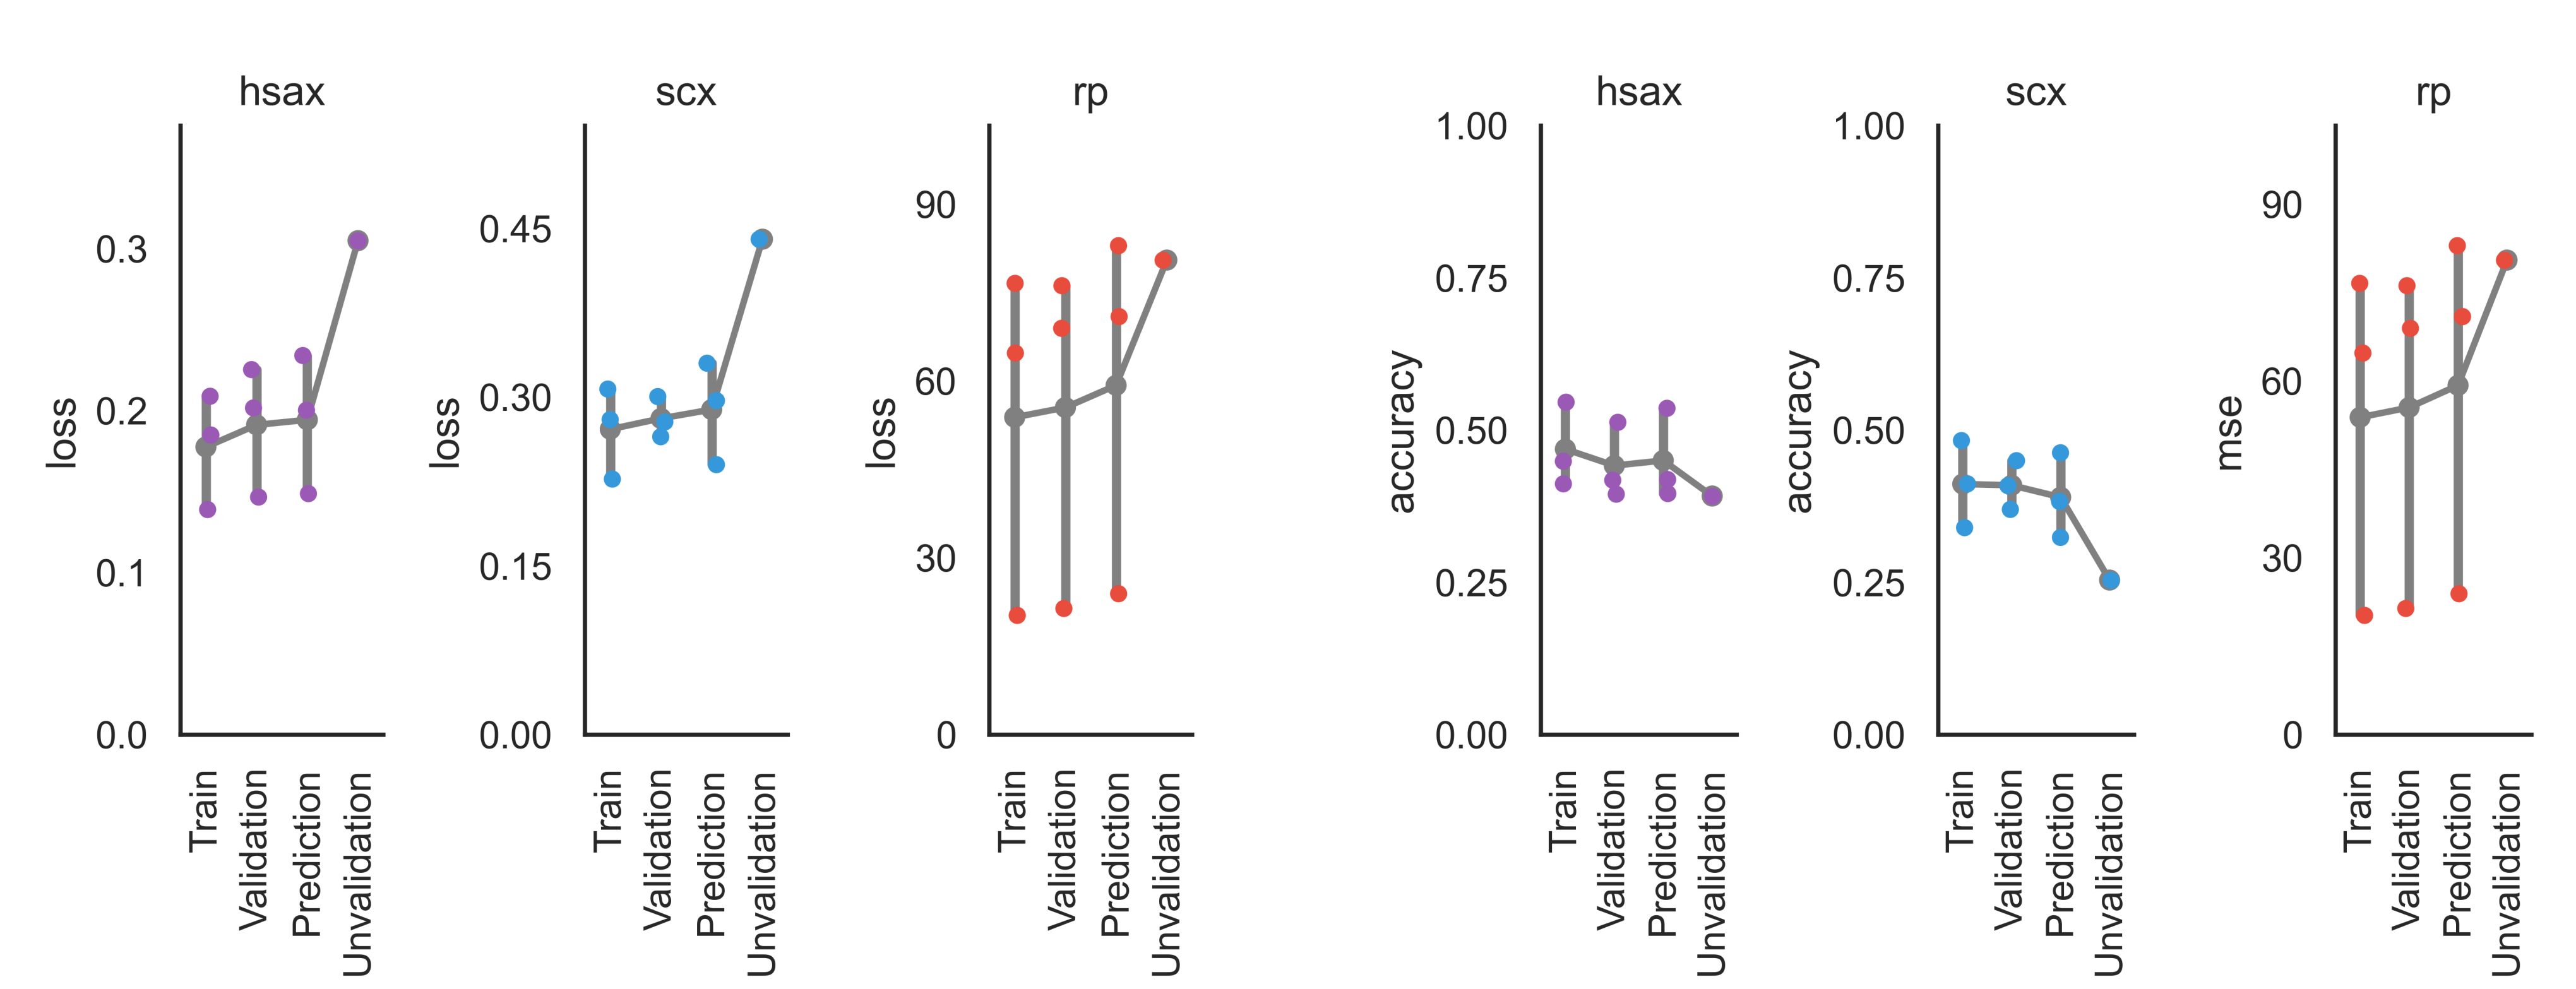 hsax
loss
0.3
0.2
0.1
0.0
Train
Validation
Prediction
Unvalidation
scx
loss
0.45
0.30
0.15
0.00
Train
Validation
Prediction
Unvalidation
rp
loss
90
60
30
0
Train
Validation
Prediction
Unvalidation
hsax
accuracy
1.00
0.75
0.50
0.25
0.00
Train
Validation
Prediction
Unvalidation
scx
accuracy
1.00
0.75
0.50
0.25
0.00
Train
Validation
Prediction
Unvalidation
rp
mse
90
60
30
0
Train
Validation
Prediction
Unvalidation